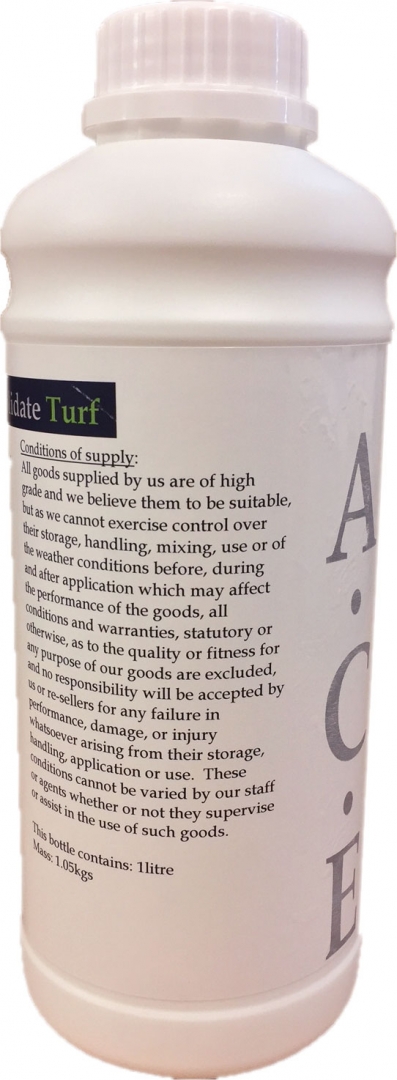 Turf
Conditions of supply:
All goods supplied by us are of high
grade and we believe them to be suitable,
but as we cannot exercise control over
their storage, handling, mixing, use or of
the weather conditions before, during
and after application which may affect
the performance of the goods, all
conditions and warranties, statutory or
otherwise, as to the quality or fitness for
any purpose of our goods are excluded,
and no responsibility will be accepted by
us or re-sellers for any failure in
performance, damage, or injury
whatsoever arising from their storage,
handling, application or use. These
conditions cannot be varied by our staff
or agents whether or not they supervise
or assist in the use of such goods.
This bottle contains: 1litre
Mass: 1.05kgs
A.C.E